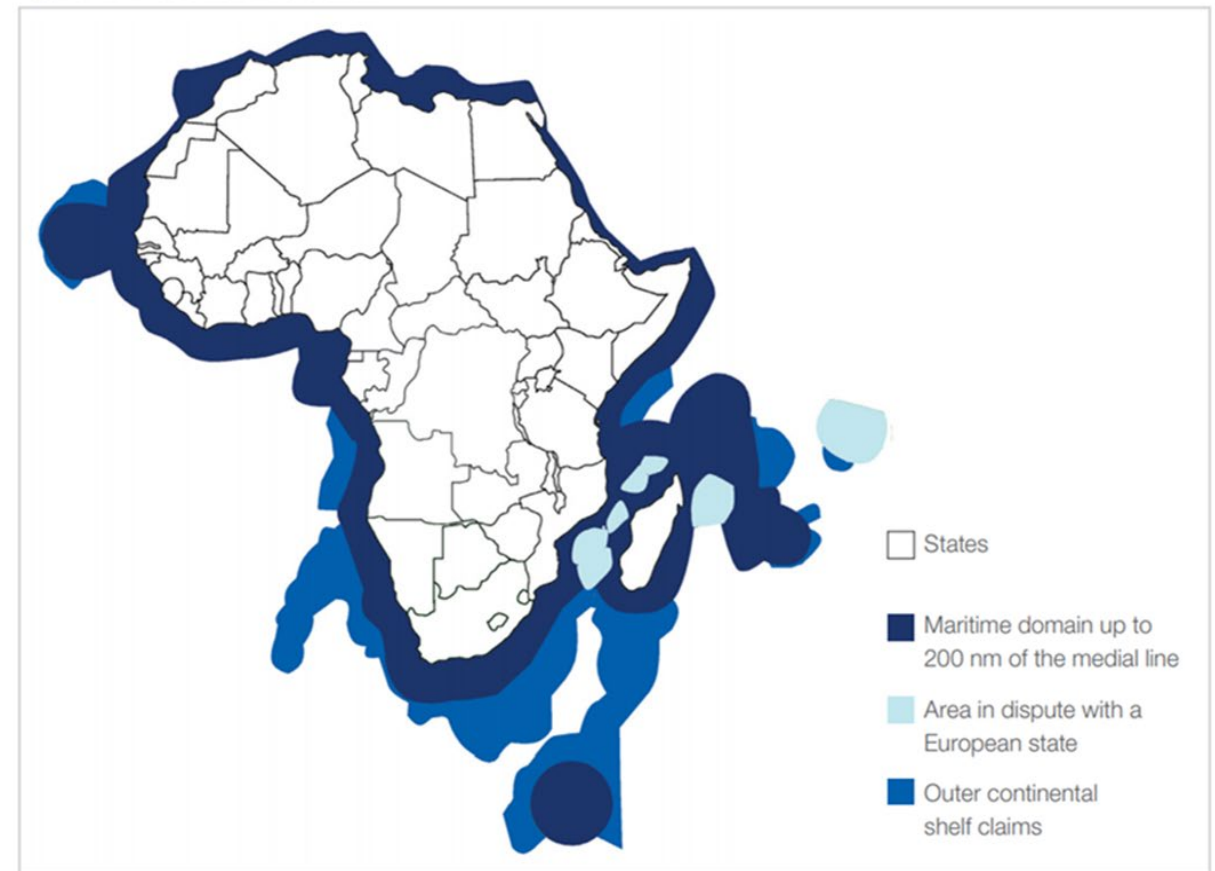 States
Maritime domain up to
200 nm of the medial line
Area in dispute with a
European state
Outer continental
shelf claims